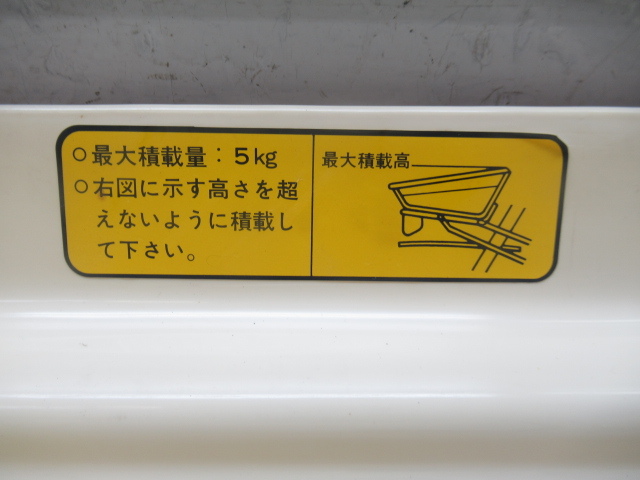 ○最大積載量：5kg
○右図に示す高さを超
えないように積載し
て下さい。
最大積載高